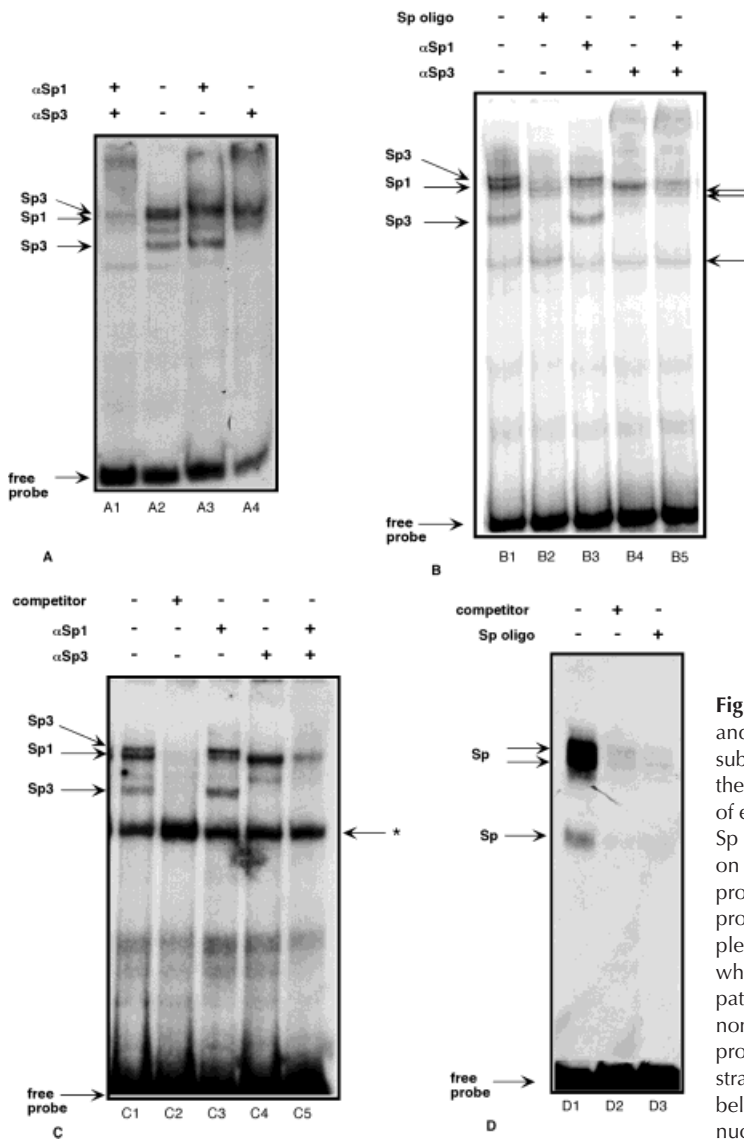 αSp1 + - + -
αSp3 + - - +
Sp3
Sp1
Sp3
free probe
A1 A2 A3 A4
A
Sp oligo - + - - -
αSp1 - - + - +
αSp3 - - - + +
Sp3
Sp1
Sp3
free probe
B1 B2 B3 B4 B5
B
competitor - + - - -
αSp1 - - + - +
αSp3 - - - + +
Sp3
Sp1
Sp3
*
free probe
C1 C2 C3 C4 C5
C
competitor - + -
Sp oligo - - +
Sp
Sp
free probe
D1 D2 D3
D
Fig
and
sub
the
of e
Sp
on
pro
pro
ple
wh
pat
nor
pro
stra
bel
nuc